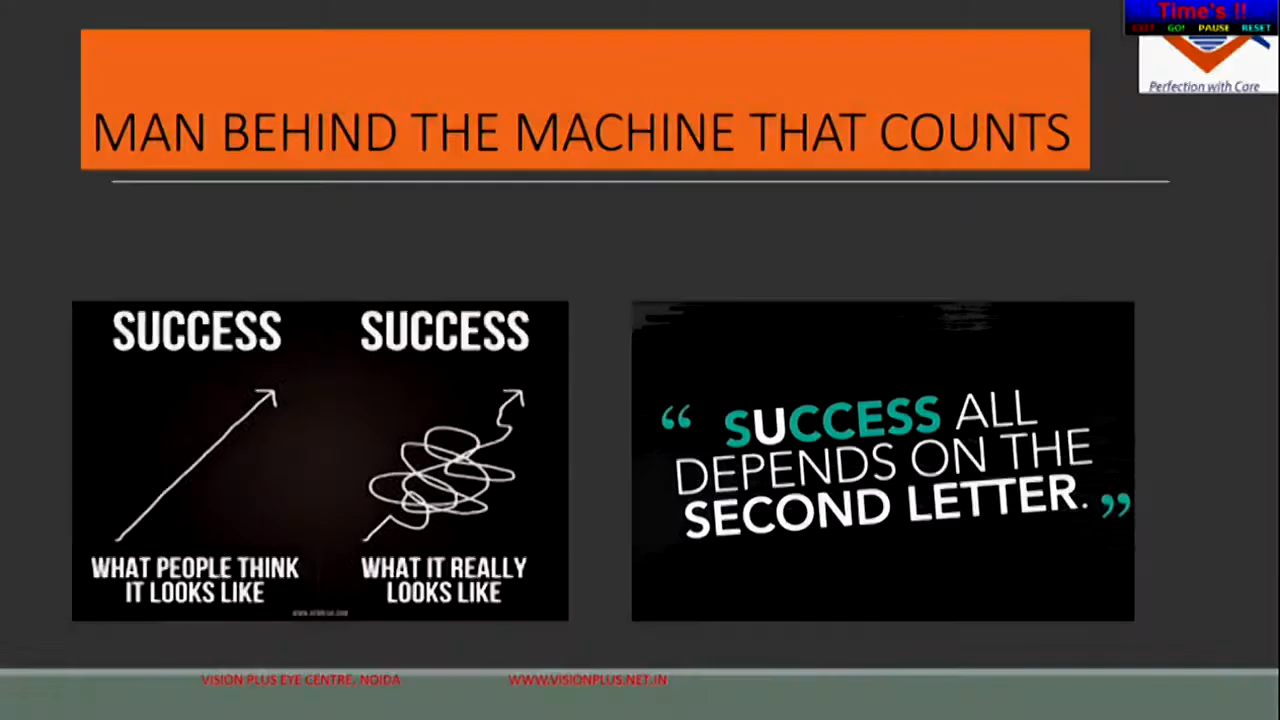 Time's !!
EXIT GO! PAUSE RESET
Perfection with Care
MAN BEHIND THE MACHINE THAT COUNTS
SUCCESS SUCCESS
WHAT PEOPLE THINK
IT LOOKS LIKE
WHAT IT REALLY
LOOKS LIKE
“ SUCCESS ALL
DEPENDS ON THE
SECOND LETTER. ”
VISION PLUS EYE CENTRE, NOIDA WWW.VISIONPLUS.NET.IN